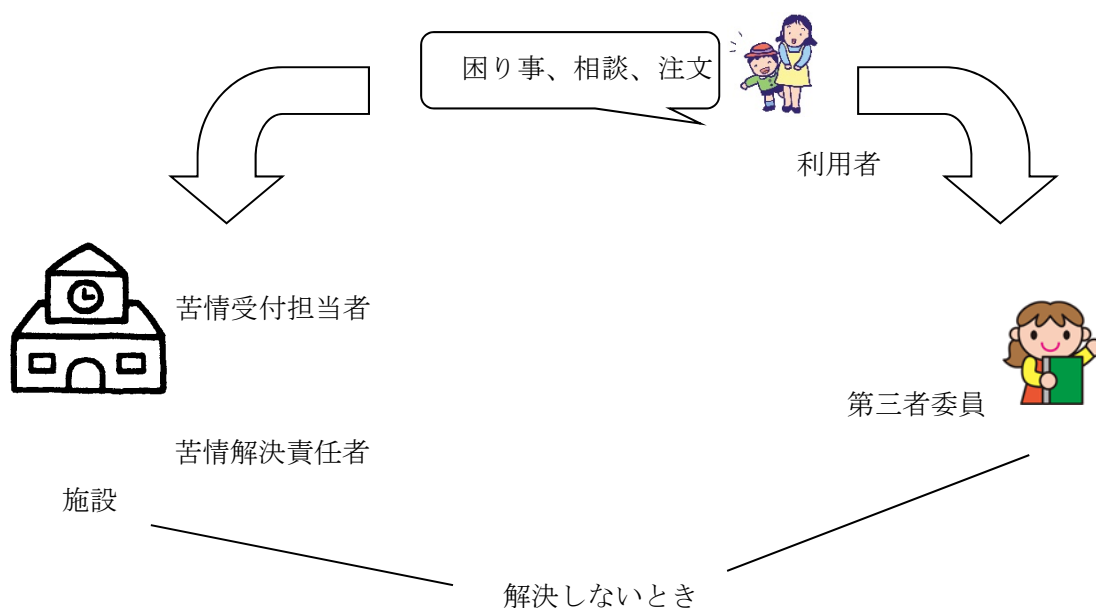 困り事、相談、注文
利用者
苦情受付担当者
第三者委員
苦情解決責任者
施設
解決しないとき